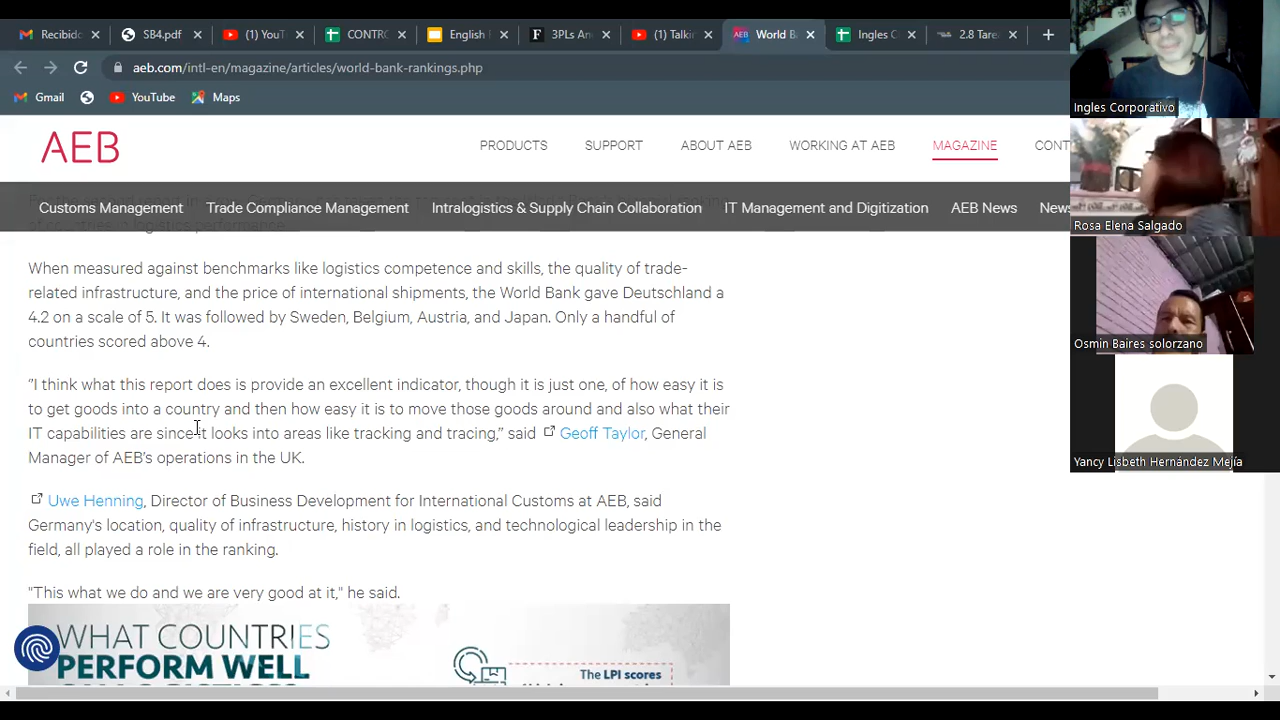 Recibido
SB4.pdf
(1) YouT
CONTRO
English
3PLs An
(1) Talki
AEB
World B
Ingles C
2.8 Tare
aeb.com/intl-en/magazine/articles/world-bank-rankings.php
Gmail
YouTube
Maps
AEB
PRODUCTS
SUPPORT
ABOUT AEB
WORKING AT AEB
MAGAZINE
CONT
Customs Management
Trade Compliance Management
Intralogistics & Supply Chain Collaboration
IT Management and Digitization
AEB News
News
When measured against benchmarks like logistics competence and skills, the quality of trade-
related infrastructure, and the price of international shipments, the World Bank gave Deutschland a
4.2 on a scale of 5. It was followed by Sweden, Belgium, Austria, and Japan. Only a handful of
countries scored above 4.
"I think what this report does is provide an excellent indicator, though it is just one, of how easy it is
to get goods into a country and then how easy it is to move those goods around and also what their
IT capabilities are since it looks into areas like tracking and tracing," said Geoff Taylor, General
Manager of AEB's operations in the UK.
Uwe Henning, Director of Business Development for International Customs at AEB, said
Germany's location, quality of infrastructure, history in logistics, and technological leadership in the
field, all played a role in the ranking.
"This what we do and we are very good at it," he said.
WHAT COUNTRIES
PERFORM WELL
The LPI scores
Ingles Corporativo
Rosa Elena Salgado
Osmin Baires solorzano
Yancy Lisbeth Hernández Mejía